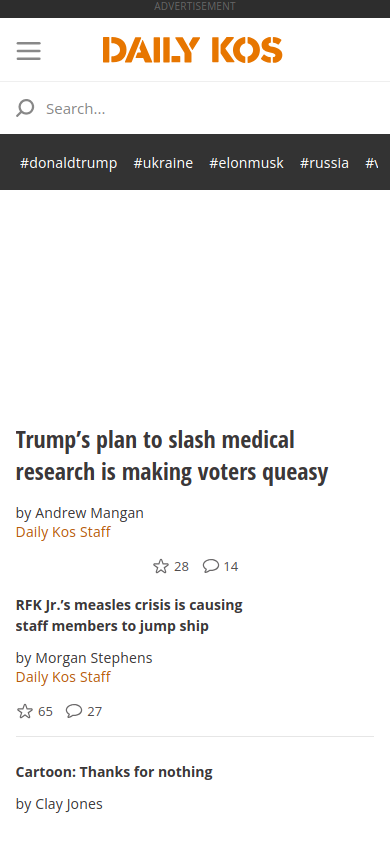 ADVERTISEMENT
DAILY KOS
Search...
#donaldtrump #ukraine #elonmusk #russia
Trump’s plan to slash medical
research is making voters queasy
by Andrew Mangan
Daily Kos Staff
28 14
RFK Jr.’s measles crisis is causing
staff members to jump ship
by Morgan Stephens
Daily Kos Staff
65 27
Cartoon: Thanks for nothing
by Clay Jones